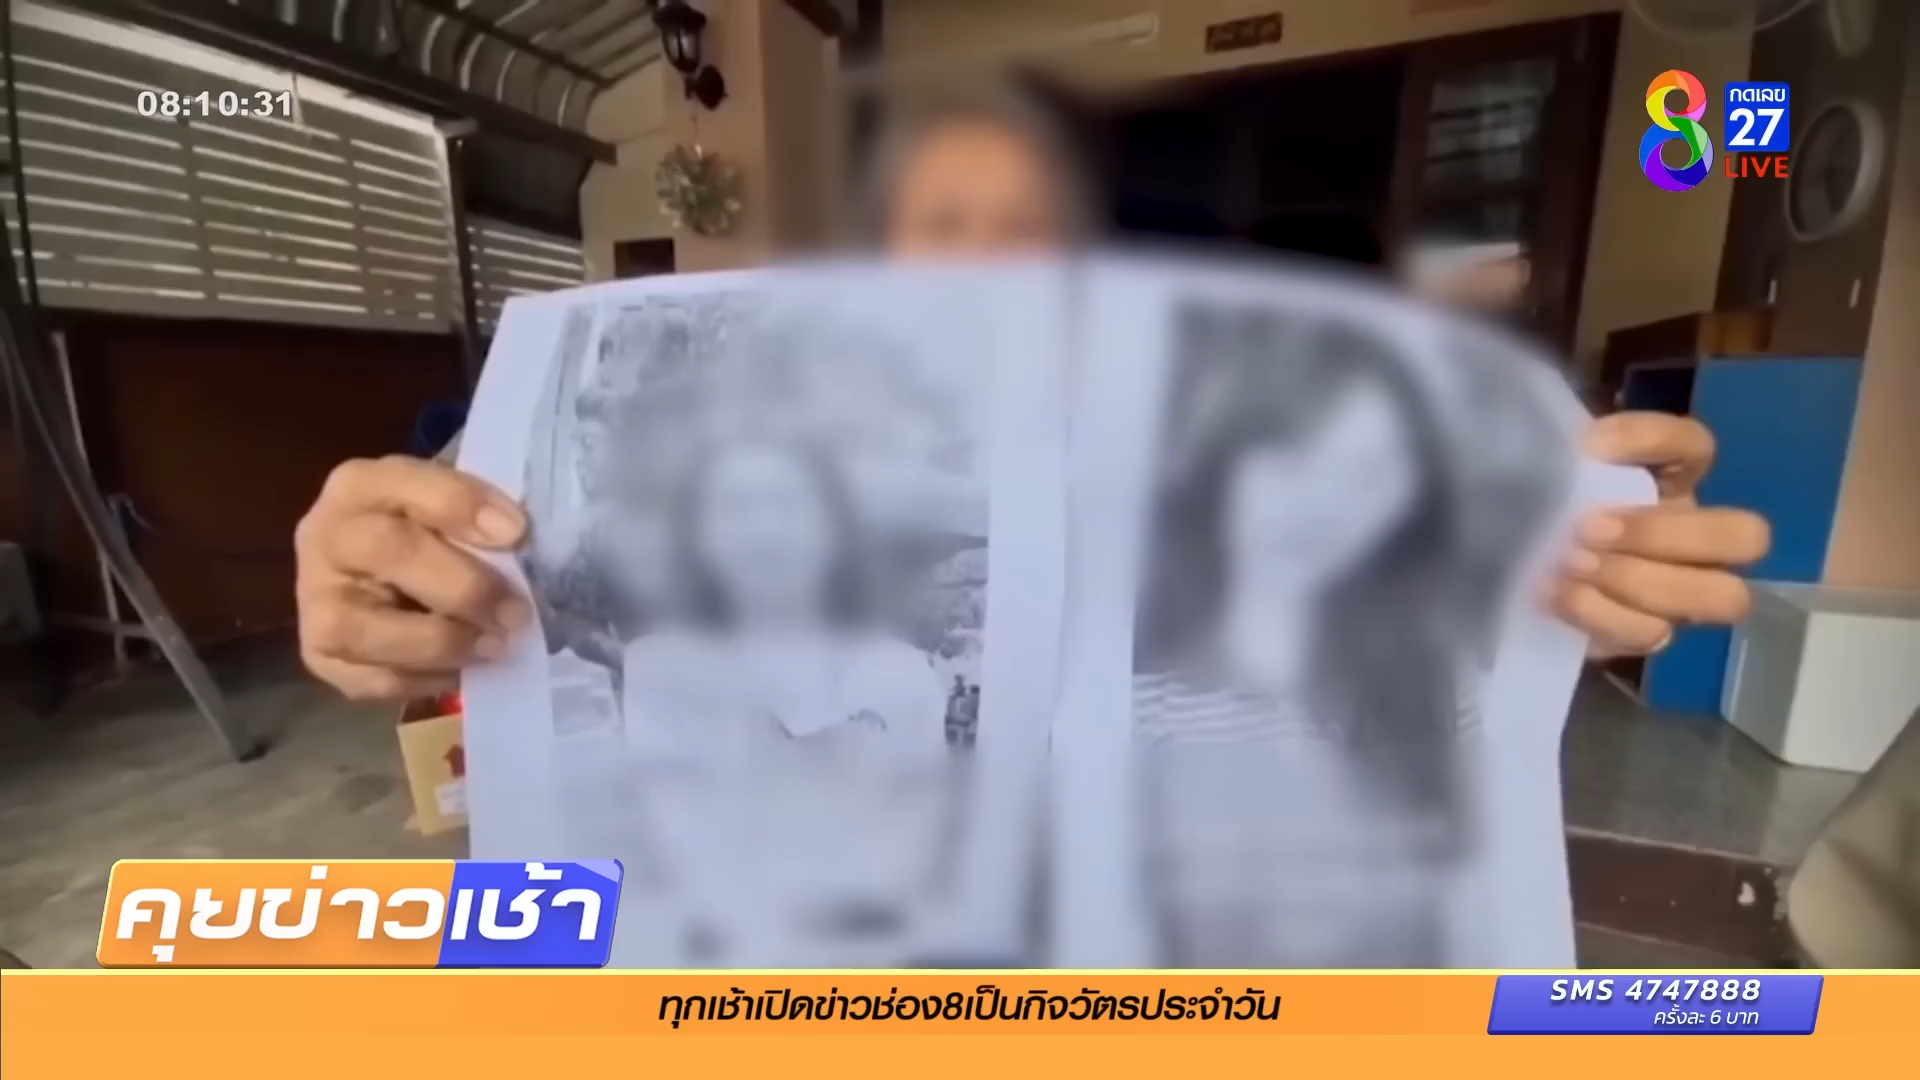 08:10:31
8
กดเลข
27
LIVE
คุยข่าวเช้า
ทุกเช้าเปิดข่าวช่อง8เป็นกิจวัตรประจำวัน
SMS 4747888
ครั้งละ 6 บาท